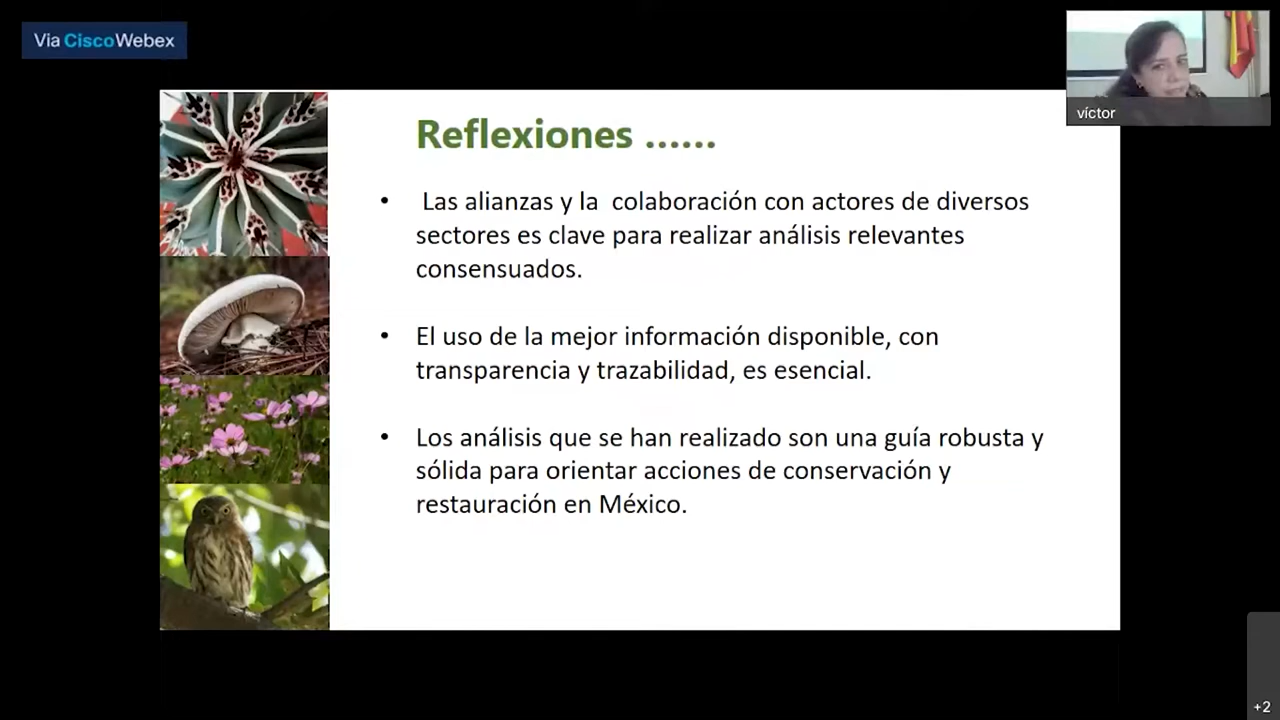 Via CiscoWebex
víctor
Reflexiones ......
• Las alianzas y la colaboración con actores de diversos
sectores es clave para realizar análisis relevantes
consensuados.
• El uso de la mejor información disponible, con
transparencia y trazabilidad, es esencial.
• Los análisis que se han realizado son una guía robusta y
sólida para orientar acciones de conservación y
restauración en México.
+2